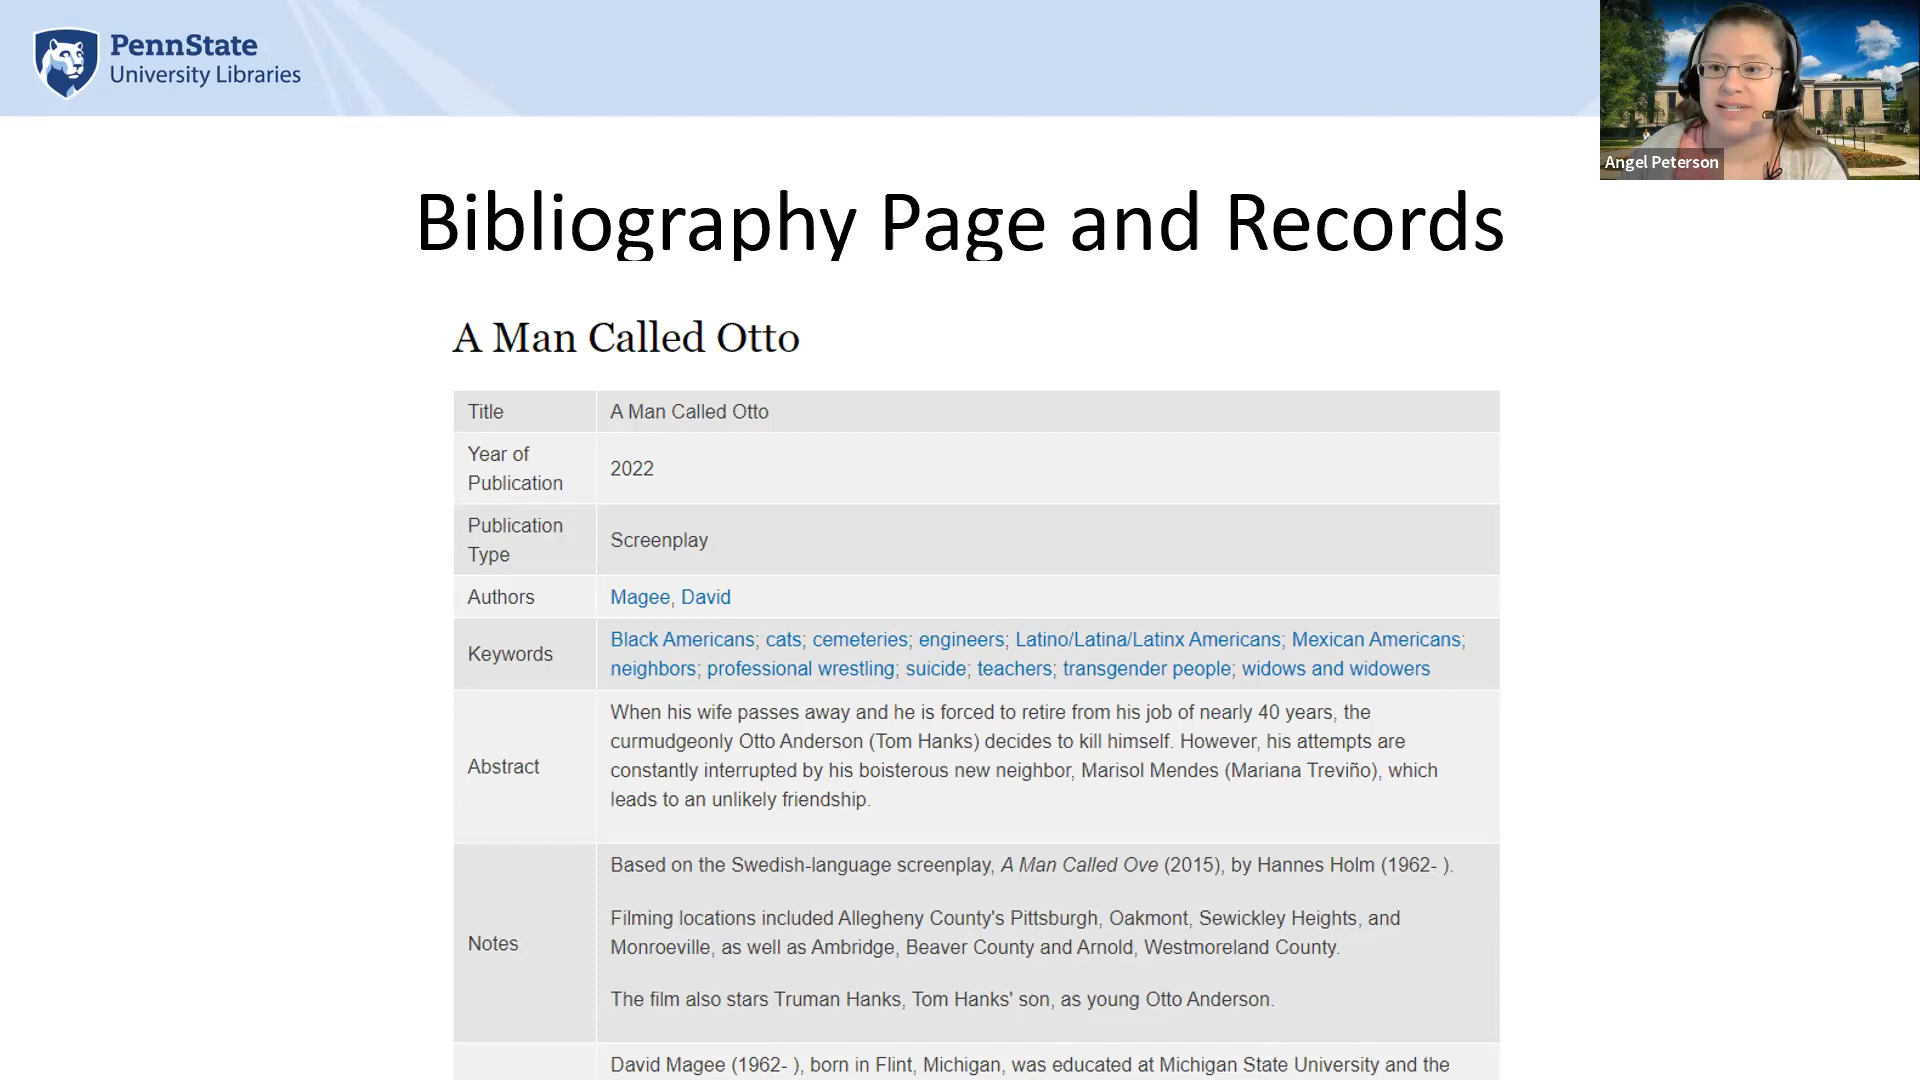 PennState
University Libraries
Angel Peterson
Bibliography Page and Records
A Man Called Otto
Title
A Man Called Otto
Year of
Publication
2022
Publication
Type
Screenplay
Authors
Magee, David
Keywords
Black Americans; cats; cemeteries; engineers; Latino/Latina/Latinx Americans; Mexican Americans;
neighbors; professional wrestling; suicide; teachers; transgender people; widows and widowers
Abstract
When his wife passes away and he is forced to retire from his job of nearly 40 years, the
curmudgeonly Otto Anderson (Tom Hanks) decides to kill himself. However, his attempts are
constantly interrupted by his boisterous new neighbor, Marisol Mendes (Mariana Treviño), which
leads to an unlikely friendship.
Notes
Based on the Swedish-language screenplay, A Man Called Ove (2015), by Hannes Holm (1962- ).
Filming locations included Allegheny County's Pittsburgh, Oakmont, Sewickley Heights, and
Monroeville, as well as Ambridge, Beaver County and Arnold, Westmoreland County.
The film also stars Truman Hanks, Tom Hanks' son, as young Otto Anderson.
David Magee (1962- ), born in Flint, Michigan, was educated at Michigan State University and the